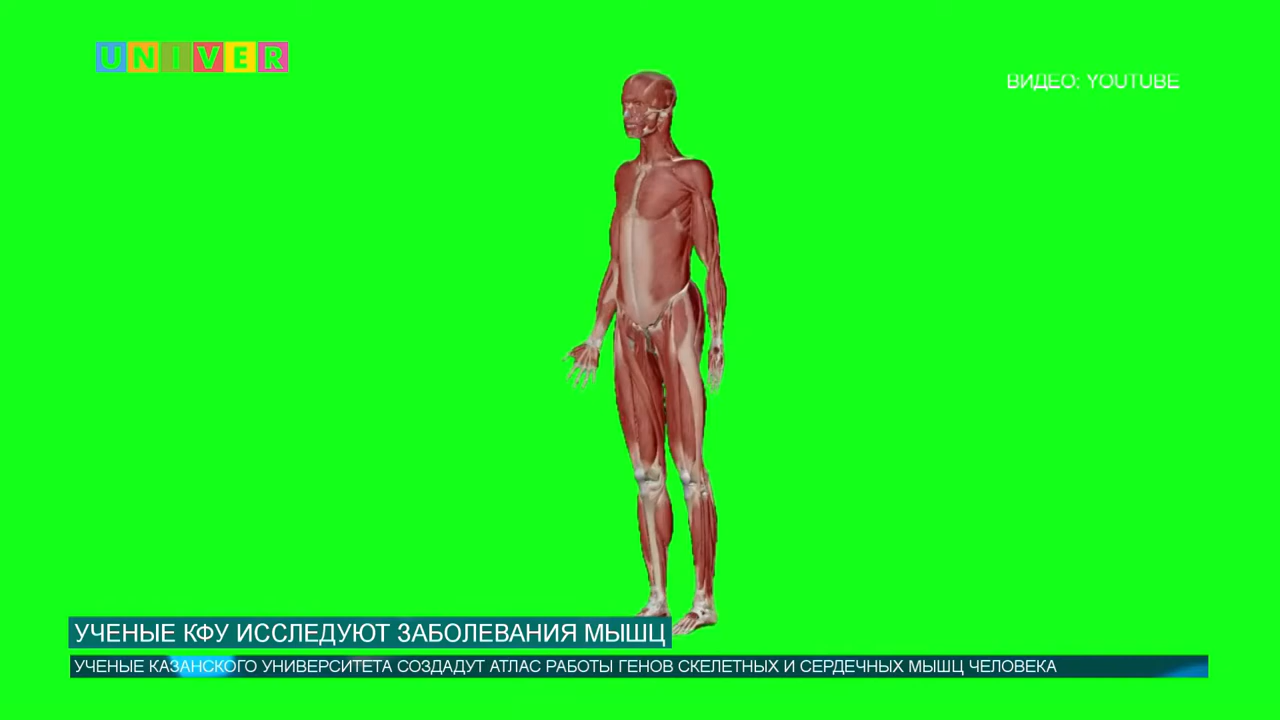 UNIVER
ВИДЕО: YOUTUBE
УЧЕНЫЕ КФУ ИССЛЕДУЮТ ЗАБОЛЕВАНИЯ МЫШЦ
УЧЕНЫЕ КАЗАНСКОГО УНИВЕРСИТЕТА СОЗДАДУТ АТЛАС РАБОТЫ ГЕНОВ СКЕЛЕТНЫХ И СЕРДЕЧНЫХ МЫШЦ ЧЕЛОВЕКА